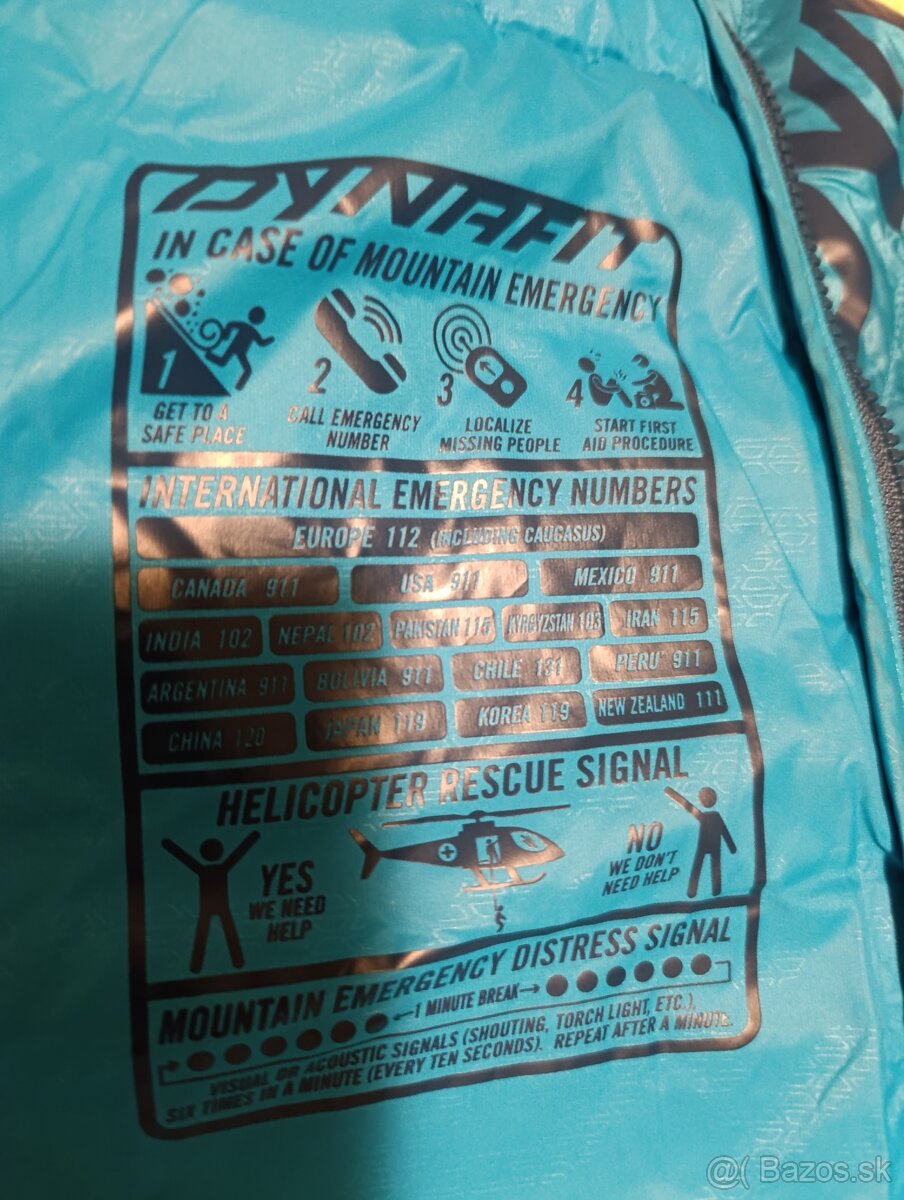 DYNAFIT
IN CASE OF MOUNTAIN EMERGENCY
1
GET TO A
SAFE PLACE
2
CALL EMERGENCY
NUMBER
3
LOCALIZE
MISSING PEOPLE
4
START FIRST
AID PROCEDURE
INTERNATIONAL EMERGENCY NUMBERS
EUROPE 112 (INCLUDING CAUCASUS)
CANADA 911 USA 911 MEXICO 911
INDIA 102 NEPAL 102 PAKISTAN 115 KYRGYZSTAN 103 IRAN 115
ARGENTINA 911 BOLIVIA 911 CHILE 131 PERU 911
CHINA 120 JAPAN 119 KOREA 119 NEW ZEALAND 111
HELICOPTER RESCUE SIGNAL
YES
WE NEED
HELP
NO
WE DON'T
NEED HELP
MOUNTAIN EMERGENCY DISTRESS SIGNAL
1 MINUTE BREAK
VISUAL OR ACOUSTIC SIGNALS (SHOUTING, TORCH LIGHT, ETC.),
SIX TIMES IN A MINUTE (EVERY TEN SECONDS). REPEAT AFTER A MINUTE.
@( Bazos.sk